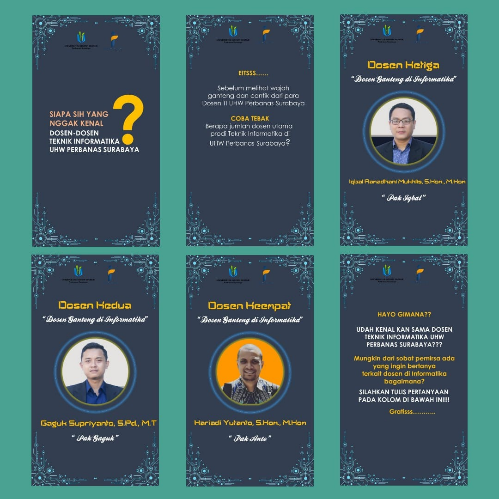 SIAPA SIH YANG
NGGAK KENAL
DOSEN-DOSEN
TEKNIK INFORMATIKA
UHW PERBANAS SURABAYA
?
EITSSS......
Sebelum melihat wajah
ganteng dan cantik dari para
Dosen TI UHW Perbanas Surabaya
COBA TEBAK
Berapa jumlah dosen utama
prodi Teknik Informatika di
UHW Perbanas Surabaya?
Dosen Ketiga
"Dosen Ganteng di Informatika"
Iqbal Ramadhani Mukhlis, S.Kom., M.Kom
" Pak Iqbal"
Dosen Kedua
"Dosen Ganteng di Informatika"
Gaguk Supriyanto, S.Pd., M.T
"Pak Gaguk"
Dosen Keempat
"Dosen Ganteng di Informatika"
Hariadi Yutanto, S.Kom., M.Kom
"Pak Anto"
HAYO GIMANA??
UDAH KENAL KAN SAMA DOSEN
TEKNIK INFORMATIKA UHW
PERBANAS SURABAYA???
Mungkin dari sobat pemirsa ada
yang ingin bertanya
terkait dosen di Informatika
bagaimana?
SILAHKAN TULIS PERTANYAAN
PADA KOLOM DI BAWAH INI!!!
Gratisss...........